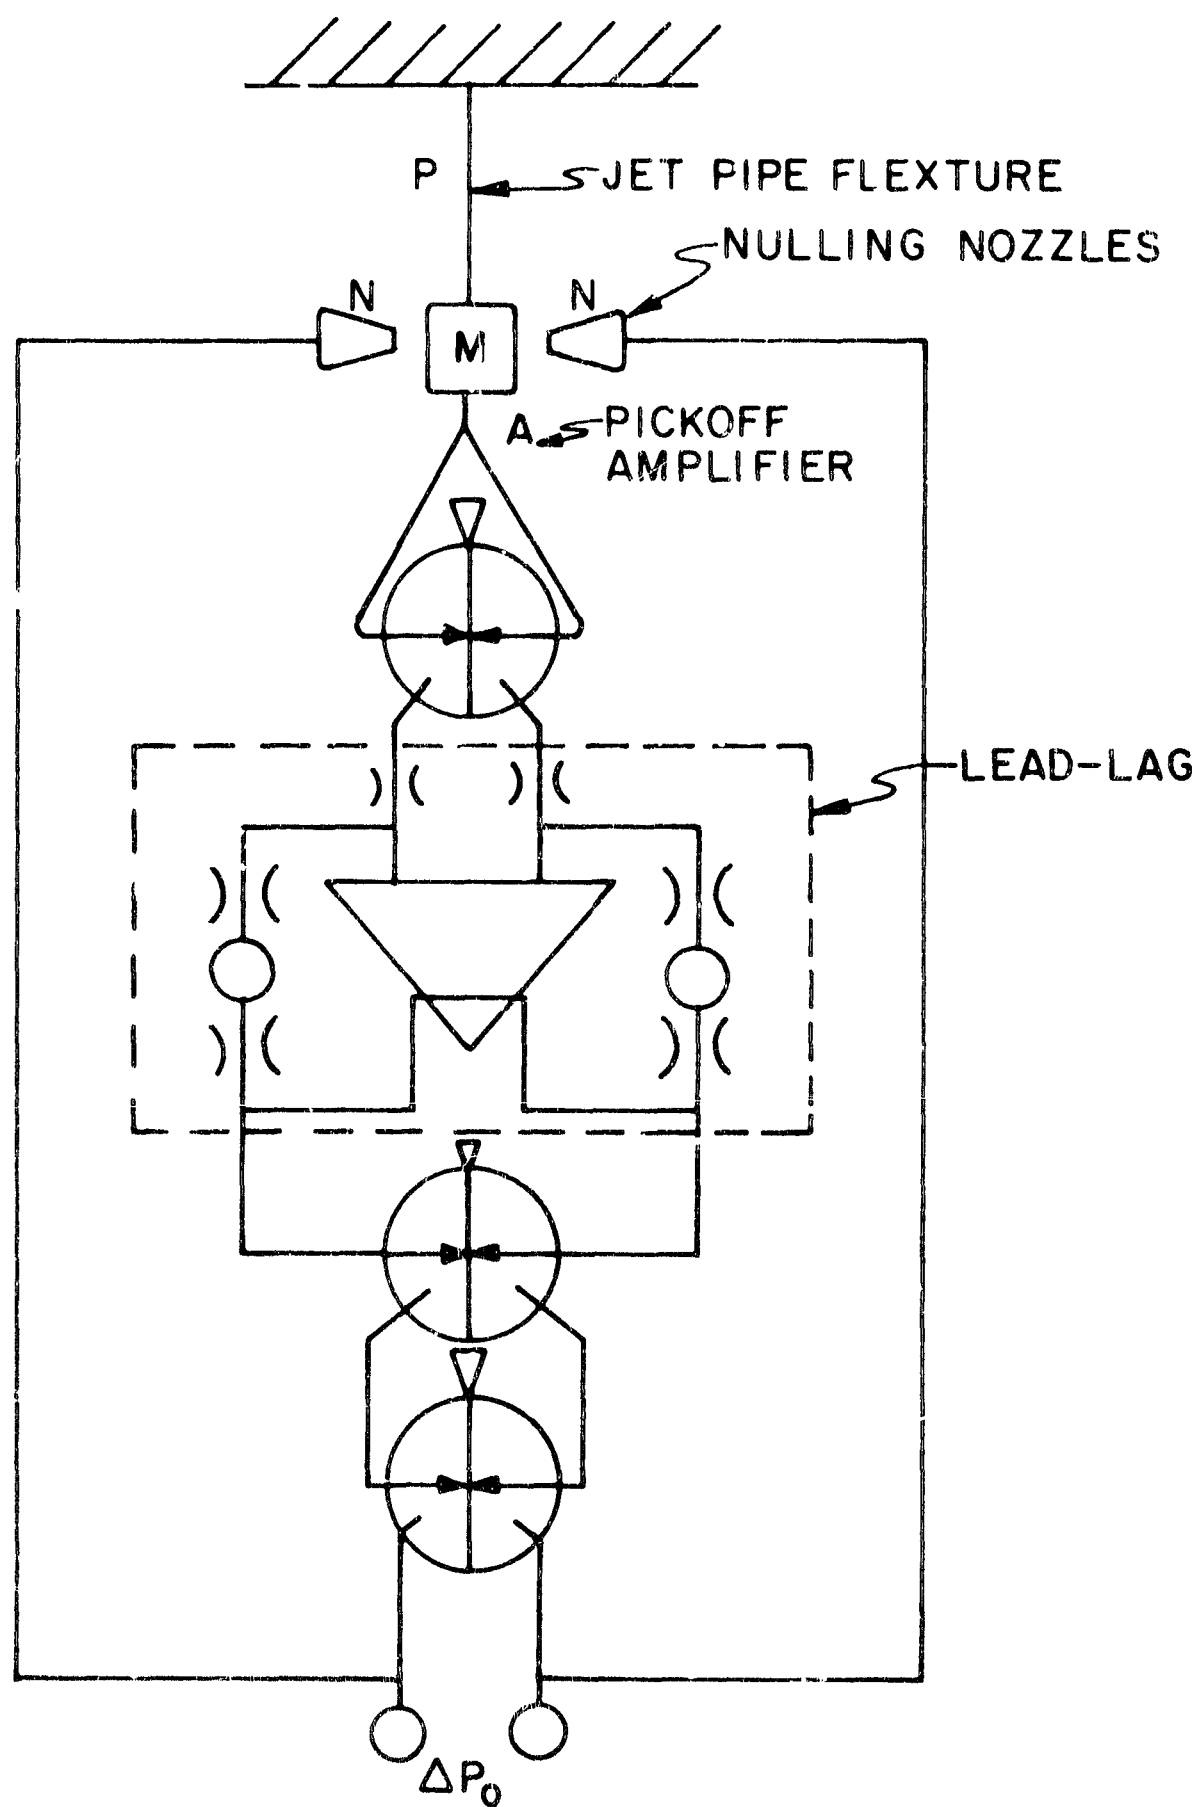 P
JET PIPE FLEXTURE
NULLING NOZZLES
N
N
M
A
PICKOFF
AMPLIFIER
LEAD-LAG
ΔP₀